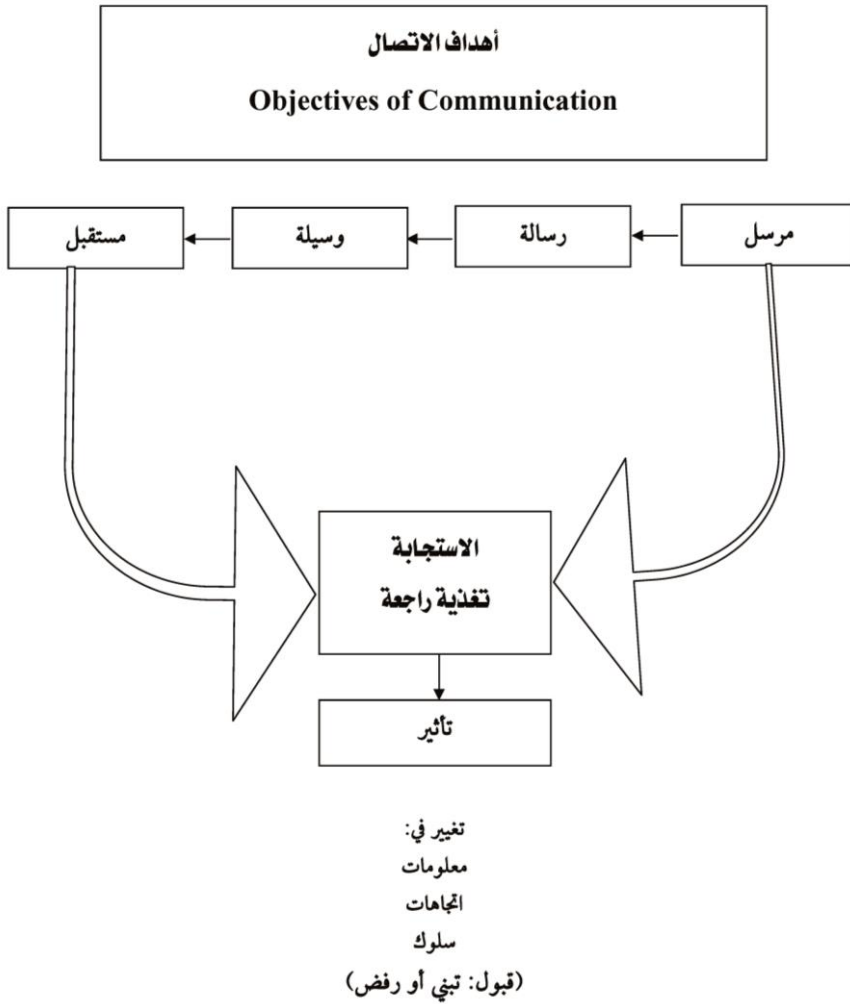 أهداف الاتصال
Objectives of Communication
مرسل
رسالة
وسيلة
مستقبل
الاستجابة
تغذية راجعة
تأثير
تغيير في:
معلومات
اتجاهات
سلوك
(قبول: تبني أو رفض)